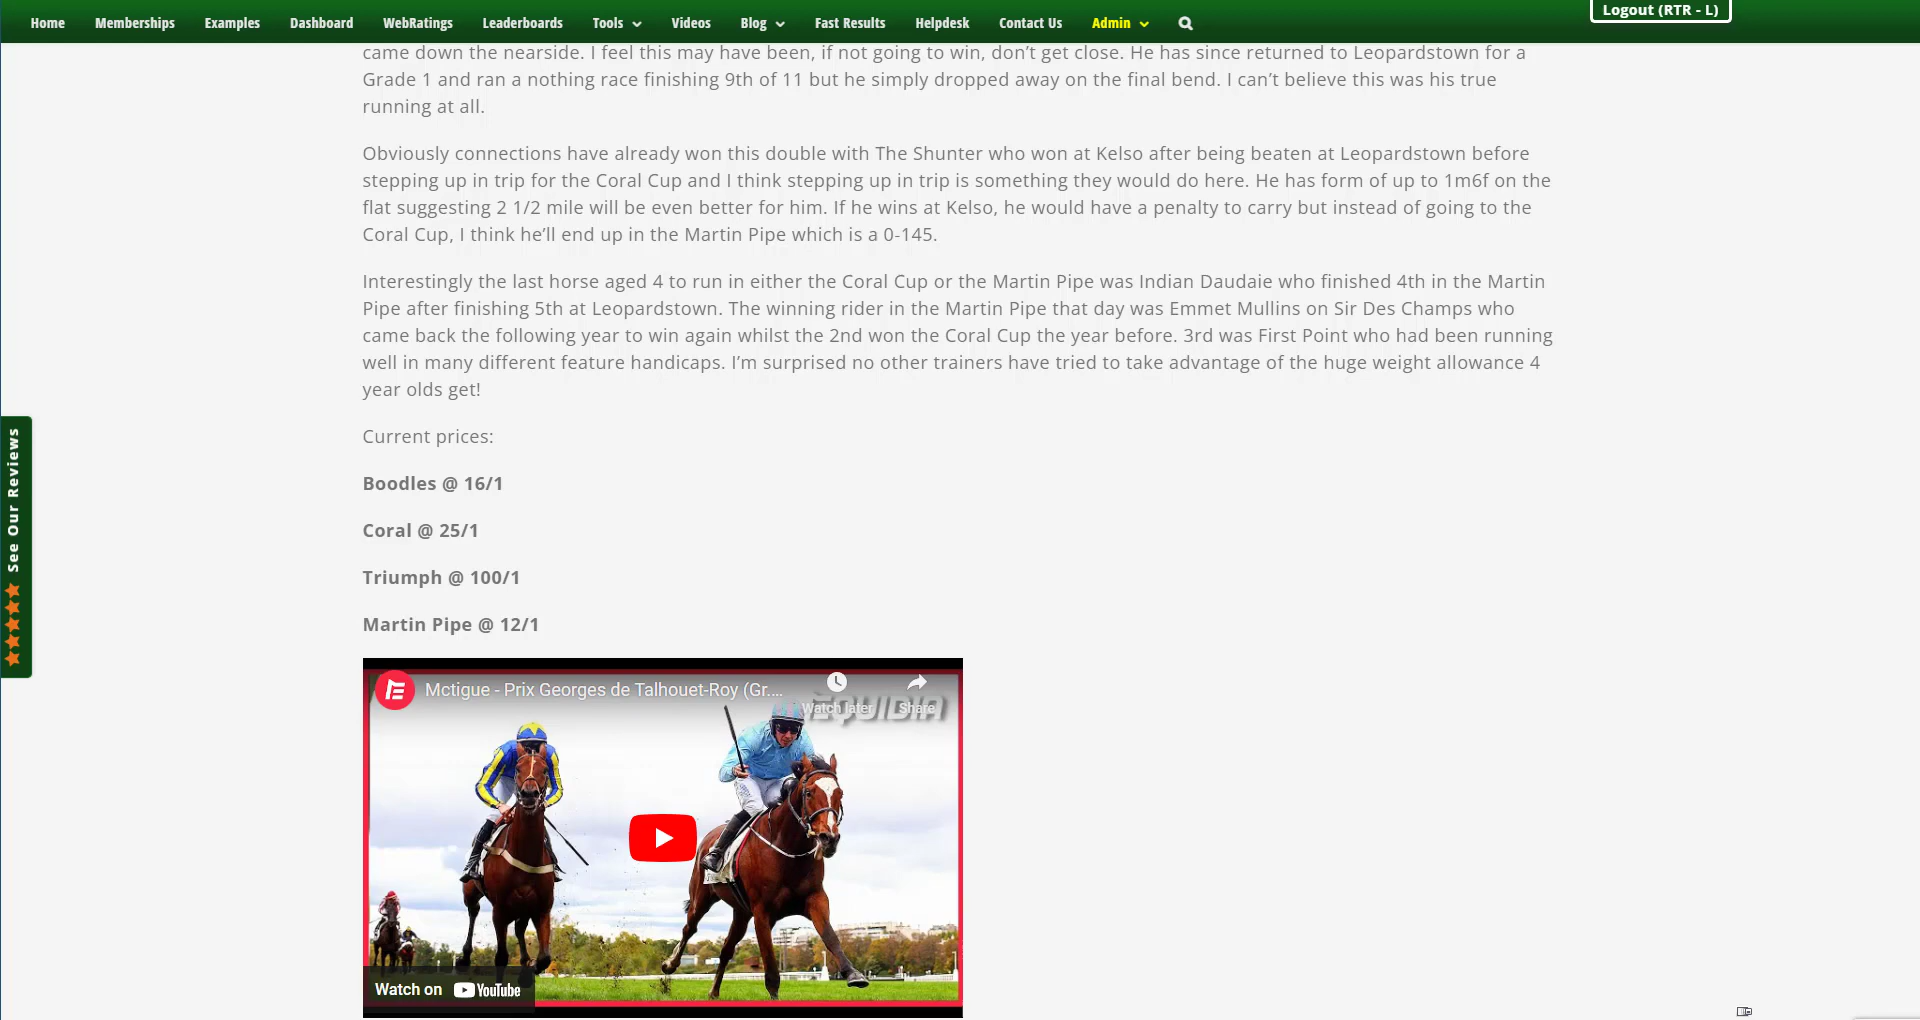 Home Memberships Examples Dashboard WebRatings Leaderboards Tools Videos Blog Fast Results Helpdesk Contact Us Admin Logout (RTR - L)
came down the nearside. I feel this may have been, if not going to win, don’t get close. He has since returned to Leopardstown for a
Grade 1 and ran a nothing race finishing 9th of 11 but he simply dropped away on the final bend. I can’t believe this was his true
running at all.
Obviously connections have already won this double with The Shunter who won at Kelso after being beaten at Leopardstown before
stepping up in trip for the Coral Cup and I think stepping up in trip is something they would do here. He has form of up to 1m6f on the
flat suggesting 2 1/2 mile will be even better for him. If he wins at Kelso, he would have a penalty to carry but instead of going to the
Coral Cup, I think he’ll end up in the Martin Pipe which is a 0-145.
Interestingly the last horse aged 4 to run in either the Coral Cup or the Martin Pipe was Indian Daudaie who finished 4th in the Martin
Pipe after finishing 5th at Leopardstown. The winning rider in the Martin Pipe that day was Emmet Mullins on Sir Des Champs who
came back the following year to win again whilst the 2nd won the Coral Cup the year before. 3rd was First Point who had been running
well in many different feature handicaps. I’m surprised no other trainers have tried to take advantage of the huge weight allowance 4
year olds get!
See Our Reviews
Current prices:
Boodles @ 16/1
Coral @ 25/1
Triumph @ 100/1
Martin Pipe @ 12/1
Mctigue - Prix Georges de Talhouet-Roy (Gr....
Watch later Share
EQUIDIA
Watch on YouTube